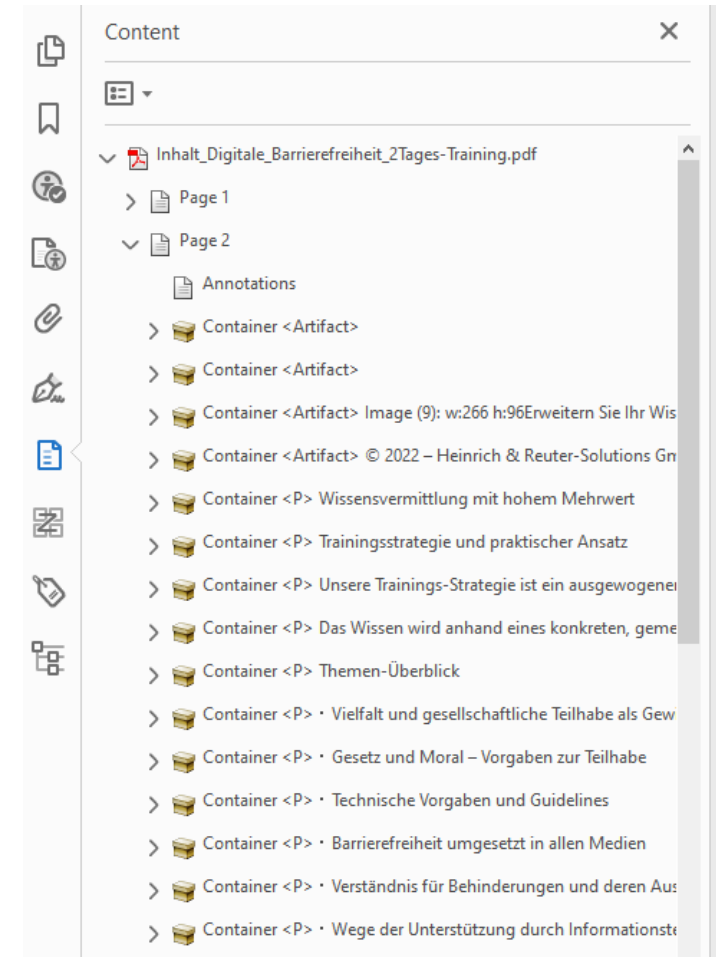 Content
Inhalt_Digitale_Barrierefreiheit_2Tages-Training.pdf
Page 1
Page 2
Annotations
Container <Artifact>
Container <Artifact>
Container <Artifact> Image (9): w:266 h:96Erweitern Sie Ihr Wis
Container <Artifact> © 2022 – Heinrich & Reuter-Solutions Gm
Container <P> Wissensvermittlung mit hohem Mehrwert
Container <P> Trainingsstrategie und praktischer Ansatz
Container <P> Unsere Trainings-Strategie ist ein ausgewogener
Container <P> Das Wissen wird anhand eines konkreten, geme
Container <P> Themen-Überblick
Container <P> · Vielfalt und gesellschaftliche Teilhabe als Gew
Container <P> · Gesetz und Moral – Vorgaben zur Teilhabe
Container <P> · Technische Vorgaben und Guidelines
Container <P> · Barrierefreiheit umgesetzt in allen Medien
Container <P> · Verständnis für Behinderungen und deren Aus
Container <P> · Wege der Unterstützung durch Informationste